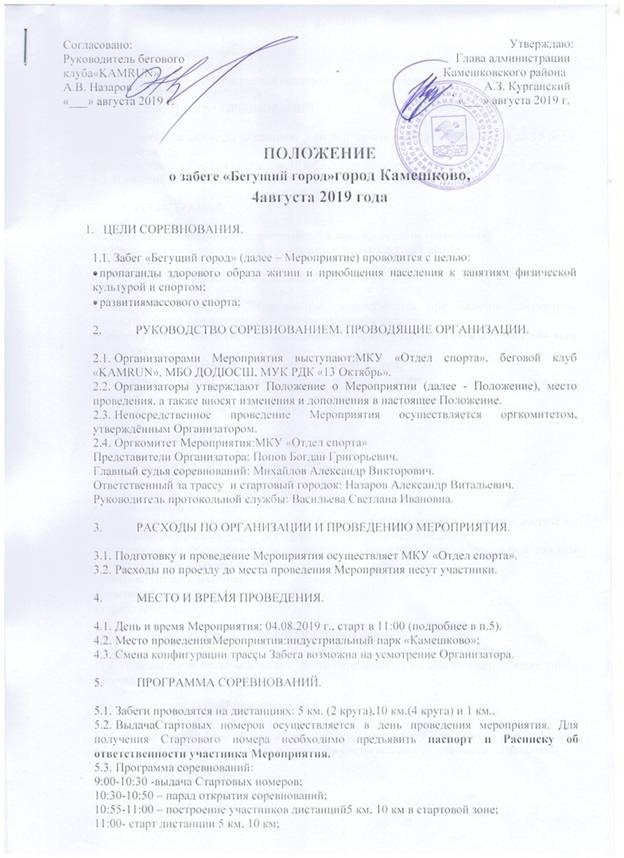 Согласовано:
Руководитель бегового
клуба«KAMRUN»
А.В. Назаров
«___» августа 2019 г.
Утверждаю:
Глава администрации
Камешковского района
А.З. Курганский
«___» августа 2019 г.
ПОЛОЖЕНИЕ
о забеге «Бегущий город»город Камешково,
4августа 2019 года
1. ЦЕЛИ СОРЕВНОВАНИЯ.
1.1. Забег «Бегущий город» (далее – Мероприятие) проводится с целью:
•пропаганды здорового образа жизни и приобщения населения к занятиям физической
культурой и спортом;
•развитиямассового спорта;
2. РУКОВОДСТВО СОРЕВНОВАНИЕМ. ПРОВОДЯЩИЕ ОРГАНИЗАЦИИ.
2.1. Организаторами Мероприятия выступают:МКУ «Отдел спорта», беговой клуб
«KAMRUN», МБО ДОДЮСШ, МУК РДК «13 Октябрь».
2.2. Организаторы утверждают Положение о Мероприятии (далее - Положение), место
проведения, а также вносят изменения и дополнения в настоящее Положение.
2.3. Непосредственное проведение Мероприятия осуществляется оргкомитетом,
утверждённым Организатором.
2.4. Оргкомитет Мероприятия:МКУ «Отдел спорта»
Представители Организатора: Попов Богдан Григорьевич.
Главный судья соревнований: Михайлов Александр Викторович.
Ответственный за трассу и стартовый городок: Назаров Александр Витальевич.
Руководитель протокольной службы: Васильева Светлана Ивановна.
3. РАСХОДЫ ПО ОРГАНИЗАЦИИ И ПРОВЕДЕНИЮ МЕРОПРИЯТИЯ.
3.1. Подготовку и проведение Мероприятия осуществляет МКУ «Отдел спорта».
3.2. Расходы по проезду до места проведения Мероприятия несут участники.
4. МЕСТО И ВРЕМЯ ПРОВЕДЕНИЯ.
4.1. День и время Мероприятия: 04.08.2019 г., старт в 11:00 (подробнее в п.5).
4.2. Место проведенияМероприятия:индустриальный парк «Камешково»;
4.3. Смена конфигурации трассы Забега возможна на усмотрение Организатора.
5. ПРОГРАММА СОРЕВНОВАНИЙ.
5.1. Забеги проводятся на дистанциях: 5 км. (2 круга),10 км.(4 круга) и 1 км..
5.2. ВыдачаСтартовых номеров осуществляется в день проведения мероприятия. Для
получения Стартового номера необходимо предъявить паспорт и Расписку об
ответственности участника Мероприятия.
5.3. Программа соревнований:
9:00-10:30 -выдача Стартовых номеров;
10:30-10:50 – парад открытия соревнований;
10:55-11:00 – построение участников дистанций5 км, 10 км в стартовой зоне;
11:00- старт дистанции 5 км, 10 км;